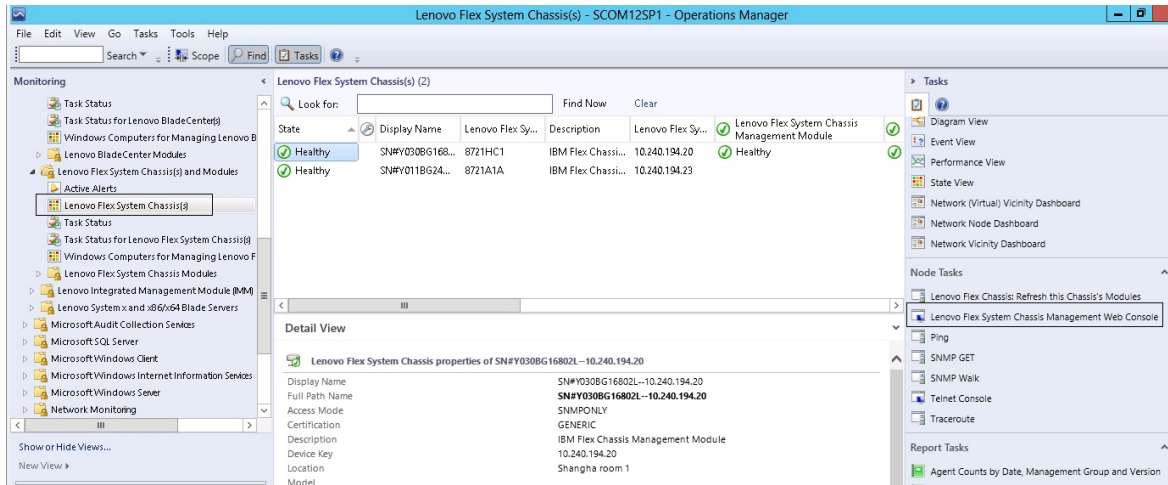 Lenovo Flex System Chassis(s) - SCOM12SP1 - Operations Manager
File Edit View Go Tasks Tools Help
Search Scope Find Tasks
Monitoring
Task Status
Task Status for Lenovo BladeCenter(s)
Windows Computers for Managing Lenovo B
Lenovo BladeCenter Modules
Lenovo Flex System Chassis(s) and Modules
Active Alerts
Lenovo Flex System Chassis(s)
Task Status
Task Status for Lenovo Flex System Chassis(s)
Windows Computers for Managing Lenovo F
Lenovo Flex System Chassis Modules
Lenovo Integrated Management Module (IMM)
Lenovo System x and x86/x64 Blade Servers
Microsoft Audit Collection Services
Microsoft SQL Server
Microsoft Windows Client
Microsoft Windows Internet Information Services
Microsoft Windows Server
Network Monitoring
Show or Hide Views...
New View
Lenovo Flex System Chassis(s) (2)
Look for: Find Now Clear
State Display Name Lenovo Flex Sy... Description Lenovo Flex Sy... Lenovo Flex System Chassis
Management Module
Healthy SN#Y030BG168... 8721HC1 IBM Flex Chassi... 10.240.194.20 Healthy
Healthy SN#Y011BG24... 8721A1A IBM Flex Chassi... 10.240.194.23
Detail View
Lenovo Flex System Chassis properties of SN#Y030BG16802L--10.240.194.20
Display Name SN#Y030BG16802L--10.240.194.20
Full Path Name SN#Y030BG16802L--10.240.194.20
Access Mode SNMPONLY
Certification GENERIC
Description IBM Flex Chassis Management Module
Device Key 10.240.194.20
Location Shangha room 1
Model
Tasks
Diagram View
Event View
Performance View
State View
Network (Virtual) Vicinity Dashboard
Network Node Dashboard
Network Vicinity Dashboard
Node Tasks
Lenovo Flex Chassis: Refresh this Chassis's Modules
Lenovo Flex System Chassis Management Web Console
Ping
SNMP GET
SNMP Walk
Telnet Console
Traceroute
Report Tasks
Agent Counts by Date, Management Group and Version